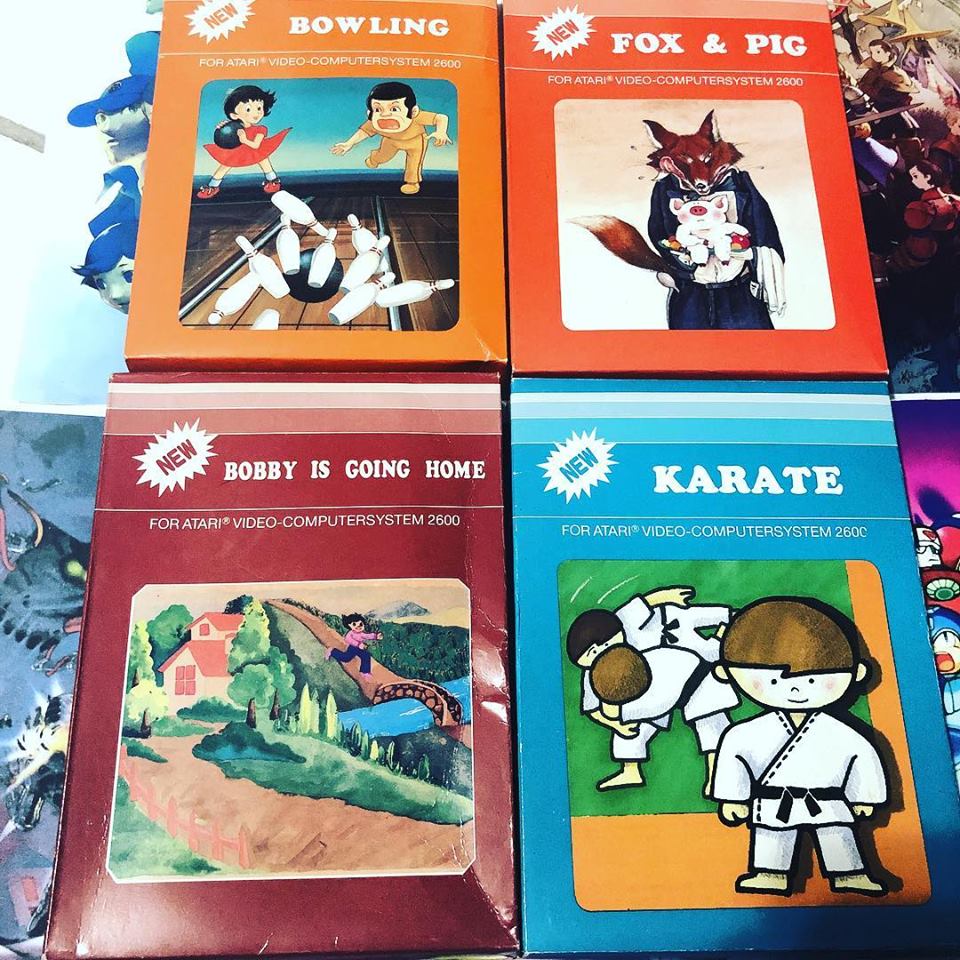 NEW
BOWLING
FOR ATARI® VIDEO-COMPUTERSYSTEM 2600
NEW
FOX & PIG
FOR ATARI® VIDEO-COMPUTERSYSTEM 2600
NEW
BOBBY IS GOING HOME
FOR ATARI® VIDEO-COMPUTERSYSTEM 2600
NEW
KARATE
FOR ATARI® VIDEO-COMPUTERSYSTEM 2600